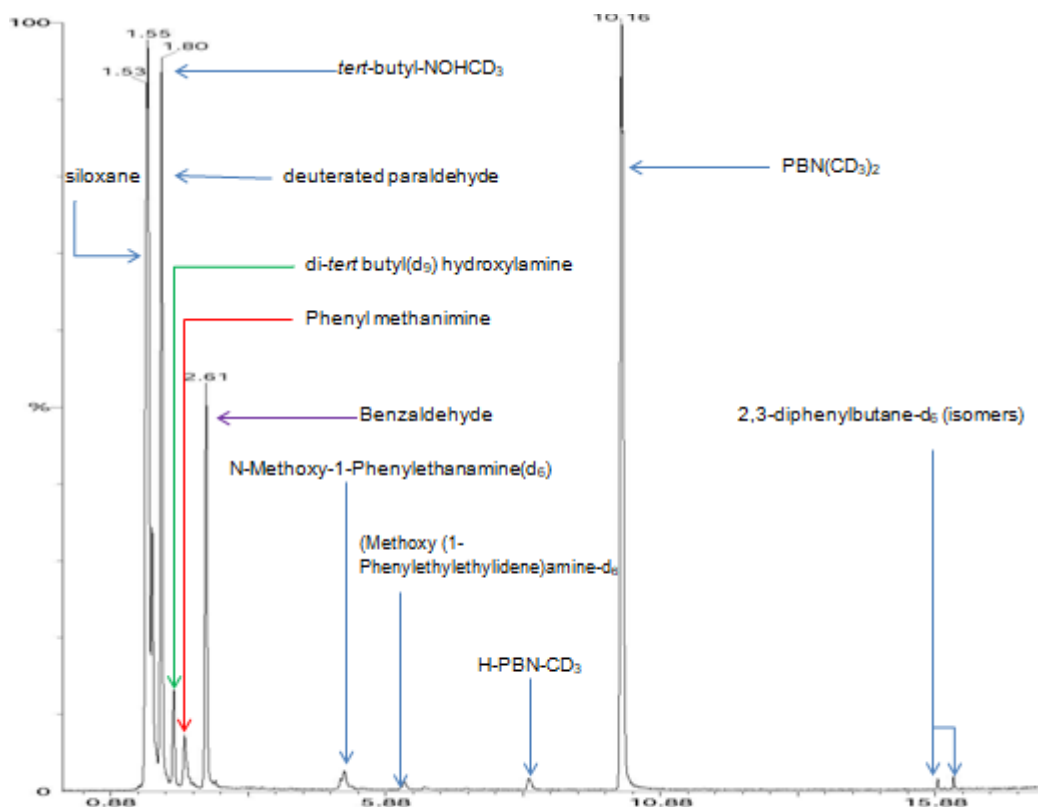 100
1.55
1.80
1.53
10.16
tert-butyl-NOHCD₃
siloxane
deuterated paraldehyde
PBN(CD₃)₂
di-tert butyl(d₉) hydroxylamine
Phenyl methanimine
2.61
%
Benzaldehyde
2,3-diphenylbutane-d₆ (isomers)
N-Methoxy-1-Phenylethanamine(d₆)
(Methoxy (1-
Phenylethylethylidene)amine-d₆
H-PBN-CD₃
0
0.88
5.88
10.88
15.88